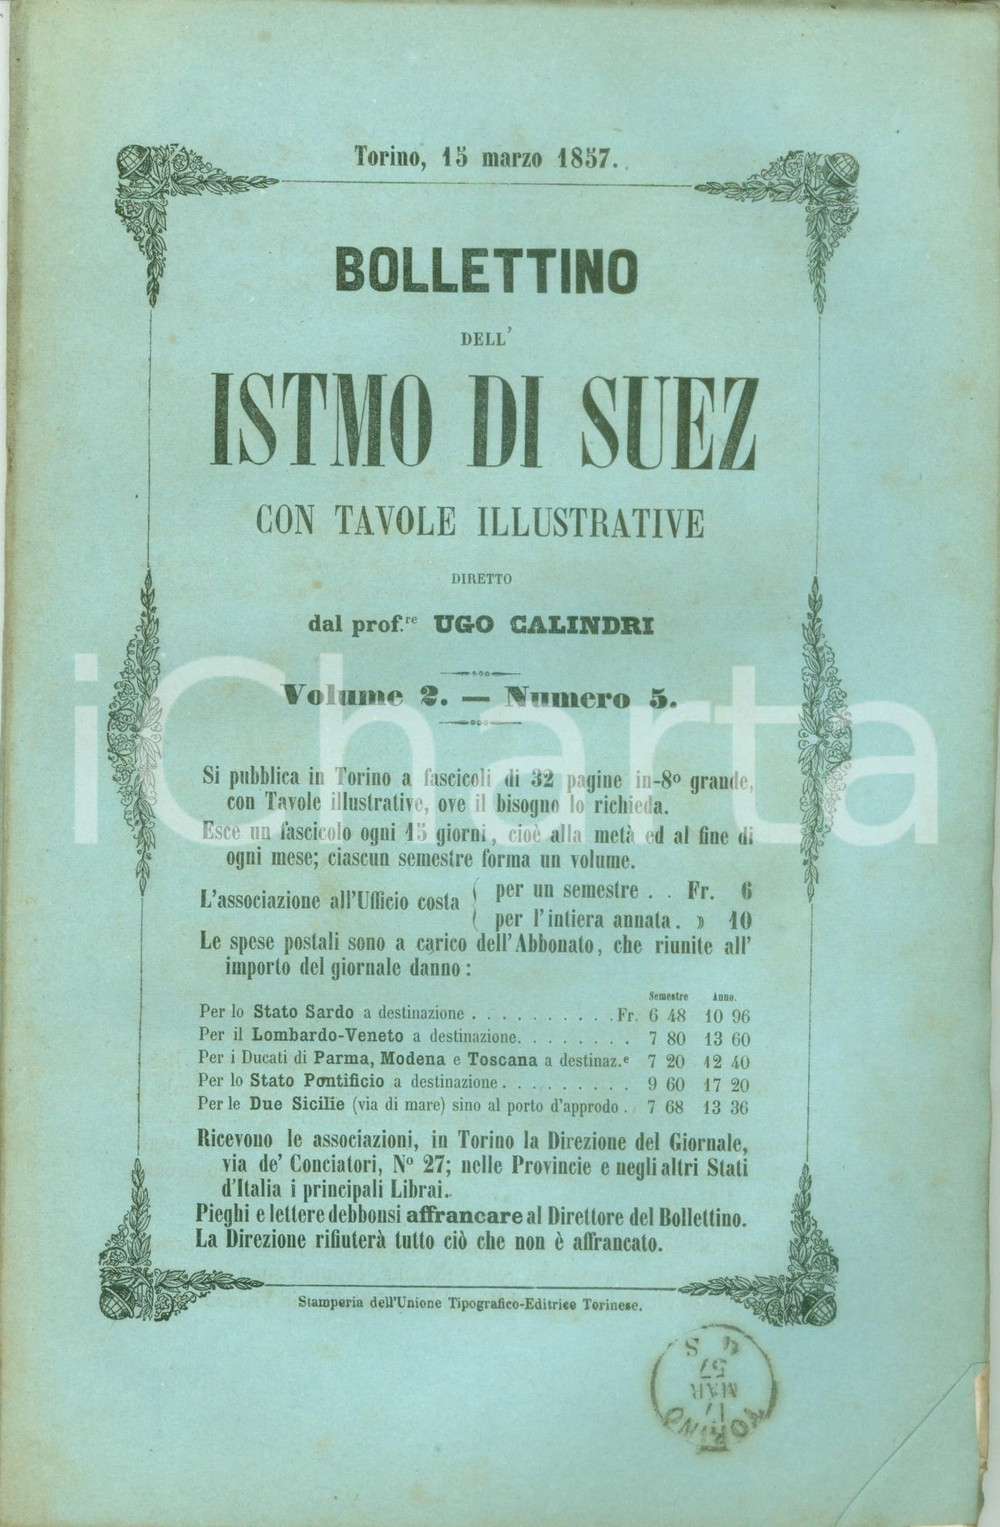 Torino, 15 marzo 1857.
BOLLETTINO
DELL'
ISTMO DI SUEZ
CON TAVOLE ILLUSTRATIVE
DIRETTO
dal prof.re UGO CALINDRI
Volume 2. — Numero 5.
Si pubblica in Torino a fascicoli di 32 pagine in-8º grande,
con Tavole illustrative, ove il bisogno lo richieda.
Esce un fascicolo ogni 15 giorni, cioè alla metà ed al fine di
ogni mese; ciascun semestre forma un volume.
L'associazione all'Ufficio costa { per un semestre . . Fr. 6
per l'intiera annata. » 10
Le spese postali sono a carico dell'Abbonato, che riunite all'
importo del giornale danno:
Semestre Anno.
Per lo Stato Sardo a destinazione . . . . . . . . . . Fr. 6 48 10 96
Per il Lombardo-Veneto a destinazione. . . . . . . . 7 80 13 60
Per i Ducati di Parma, Modena e Toscana a destinaz.e 7 20 12 40
Per lo Stato Pontificio a destinazione . . . . . . . . . 9 60 17 20
Per le Due Sicilie (via di mare) sino al porto d'approdo . 7 68 13 36
Ricevono le associazioni, in Torino la Direzione del Giornale,
via de' Conciatori, Nº 27; nelle Provincie e negli altri Stati
d'Italia i principali Librai.
Pieghi e lettere debbonsi affrancare al Direttore del Bollettino.
La Direzione rifiuterà tutto ciò che non è affrancato.
Stamperia dell'Unione Tipografico-Editrice Torinese.
TORINO
17
MAR
57
4 S
iCharta